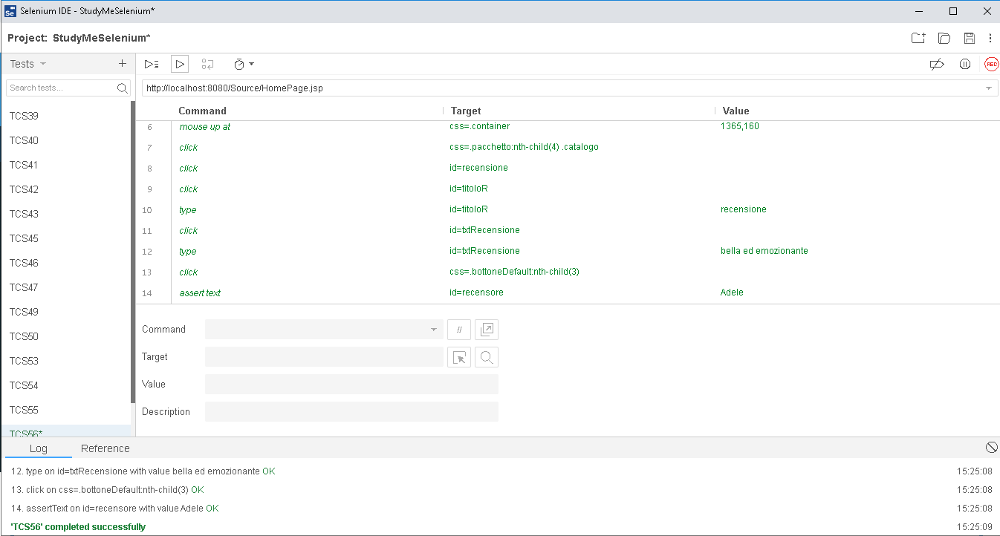 Selenium IDE - StudyMeSelenium*
Project: StudyMeSelenium*
Tests
REC
Search tests...
http://localhost:8080/Source/HomePage.jsp
Command Target Value
6 mouse up at css=.container 1365,160
7 click css=.pacchetto:nth-child(4) .catalogo
8 click id=recensione
9 click id=titoloR
10 type id=titoloR recensione
11 click id=txtRecensione
12 type id=txtRecensione bella ed emozionante
13 click css=.bottoneDefault:nth-child(3)
14 assert text id=recensore Adele
TCS39
TCS40
TCS41
TCS42
TCS43
TCS45
TCS46
TCS47
TCS49
TCS50
TCS53
TCS54
TCS55
TCS56*
Command //
Target
Value
Description
Log Reference
12. type on id=txtRecensione with value bella ed emozionante OK 15:25:08
13. click on css=.bottoneDefault:nth-child(3) OK 15:25:08
14. assertText on id=recensore with value Adele OK 15:25:08
'TCS56' completed successfully 15:25:09